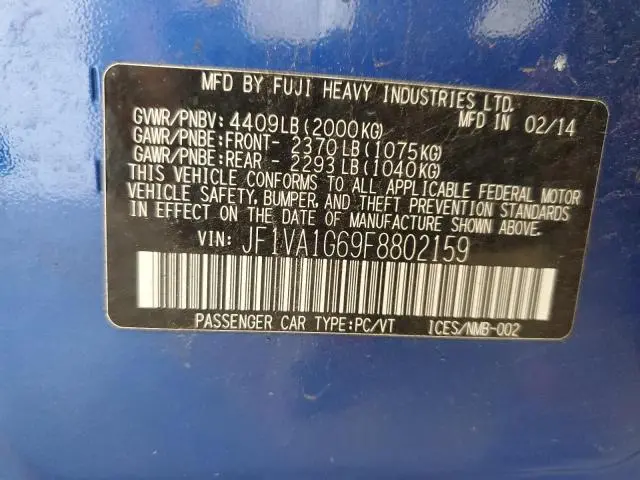 MFD BY FUJI HEAVY INDUSTRIES LTD.
GVWR/PNBV: 4409LB (2000KG) MFD IN 02/14
GAWR/PNBE: FRONT- 2370LB (1075KG)
GAWR/PNBE: REAR - 2293LB (1040KG)
THIS VEHICLE CONFORMS TO ALL APPLICABLE FEDERAL MOTOR
VEHICLE SAFETY, BUMPER, AND THEFT PREVENTION STANDARDS
IN EFFECT ON THE DATE OF MANUFACTURE SHOWN ABOVE.
VIN: JF1VA1G69F8802159
PASSENGER CAR TYPE:PC/VT ICES/NMB-002